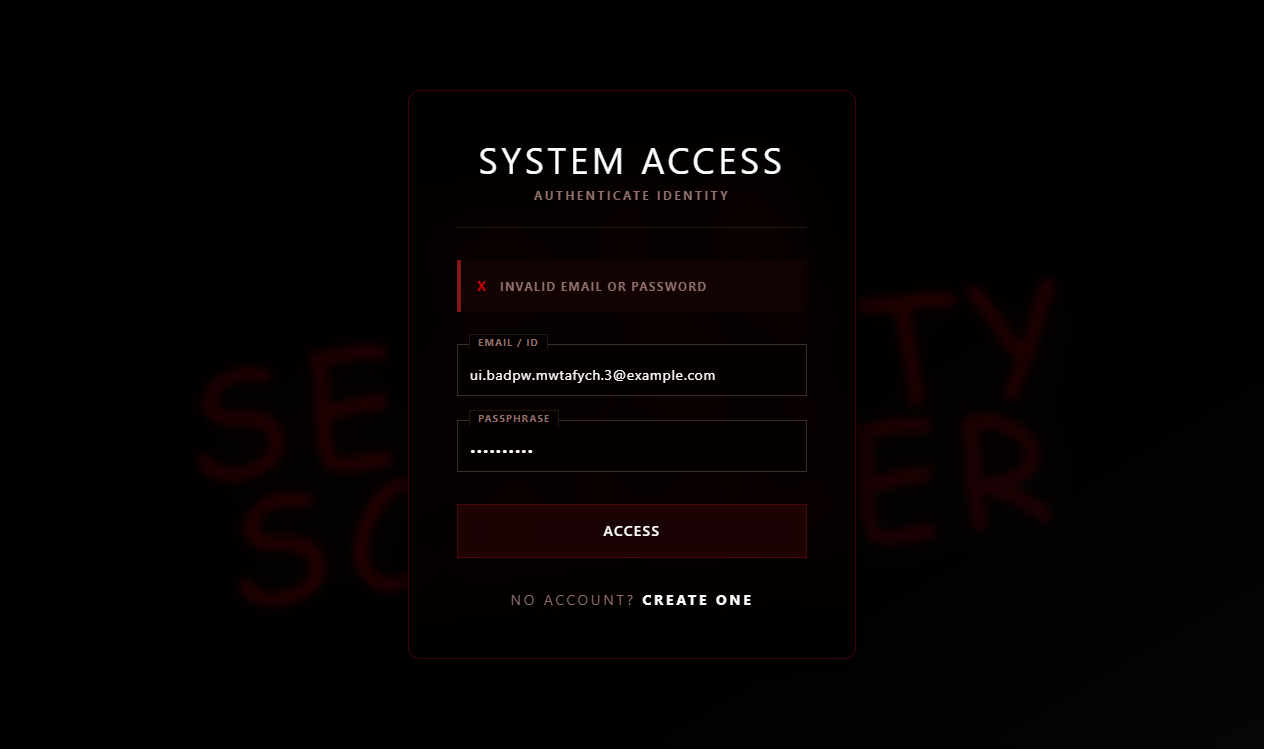 SYSTEM ACCESS
AUTHENTICATE IDENTITY
X INVALID EMAIL OR PASSWORD
EMAIL / ID
ui.badpw.mwtafych.3@example.com
PASSPHRASE
••••••••••
ACCESS
NO ACCOUNT? CREATE ONE